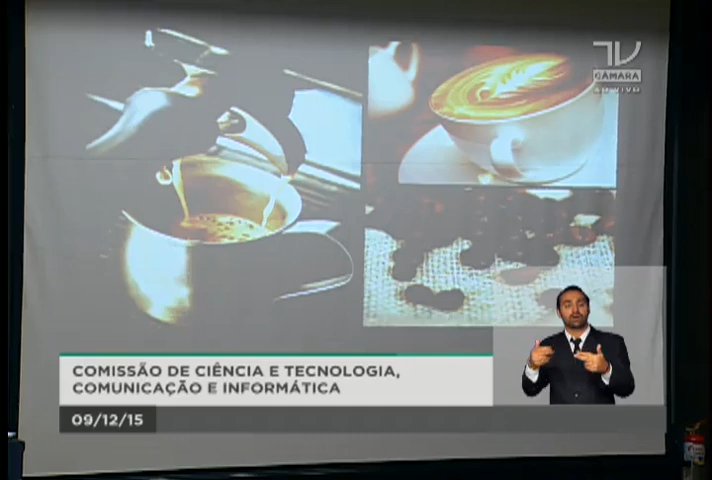 TV
CÂMARA
AO VIVO
COMISSÃO DE CIÊNCIA E TECNOLOGIA,
COMUNICAÇÃO E INFORMÁTICA
09/12/15